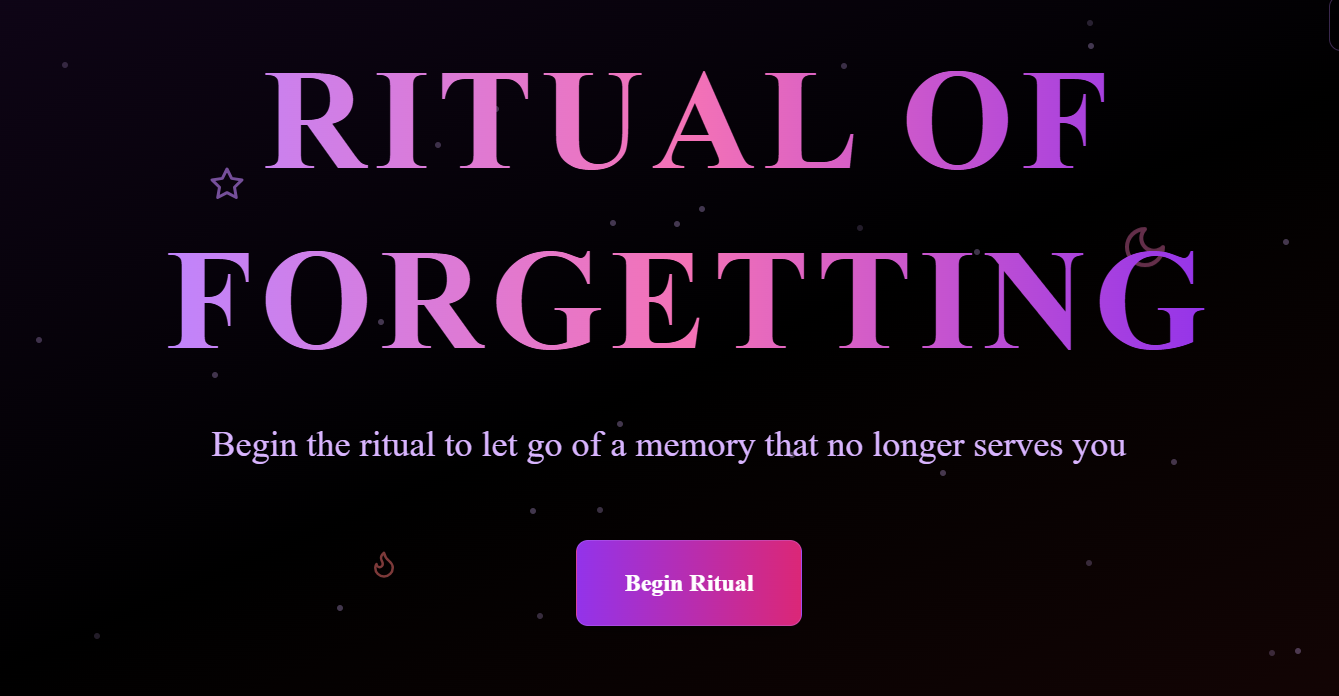 RITUAL OF
FORGETTING
Begin the ritual to let go of a memory that no longer serves you
Begin Ritual